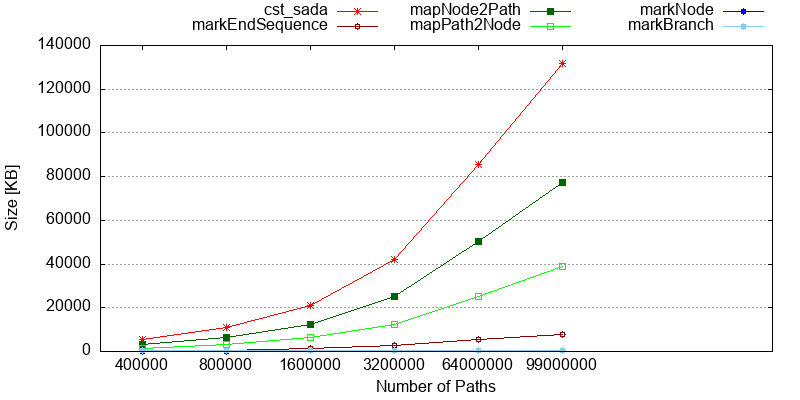 cst_sada mapNode2Path markNode
markEndSequence mapPath2Node markBranch
140000
120000
100000
80000
60000
40000
20000
0
Size [KB]
400000 800000 1600000 3200000 6400000 99000000
Number of Paths